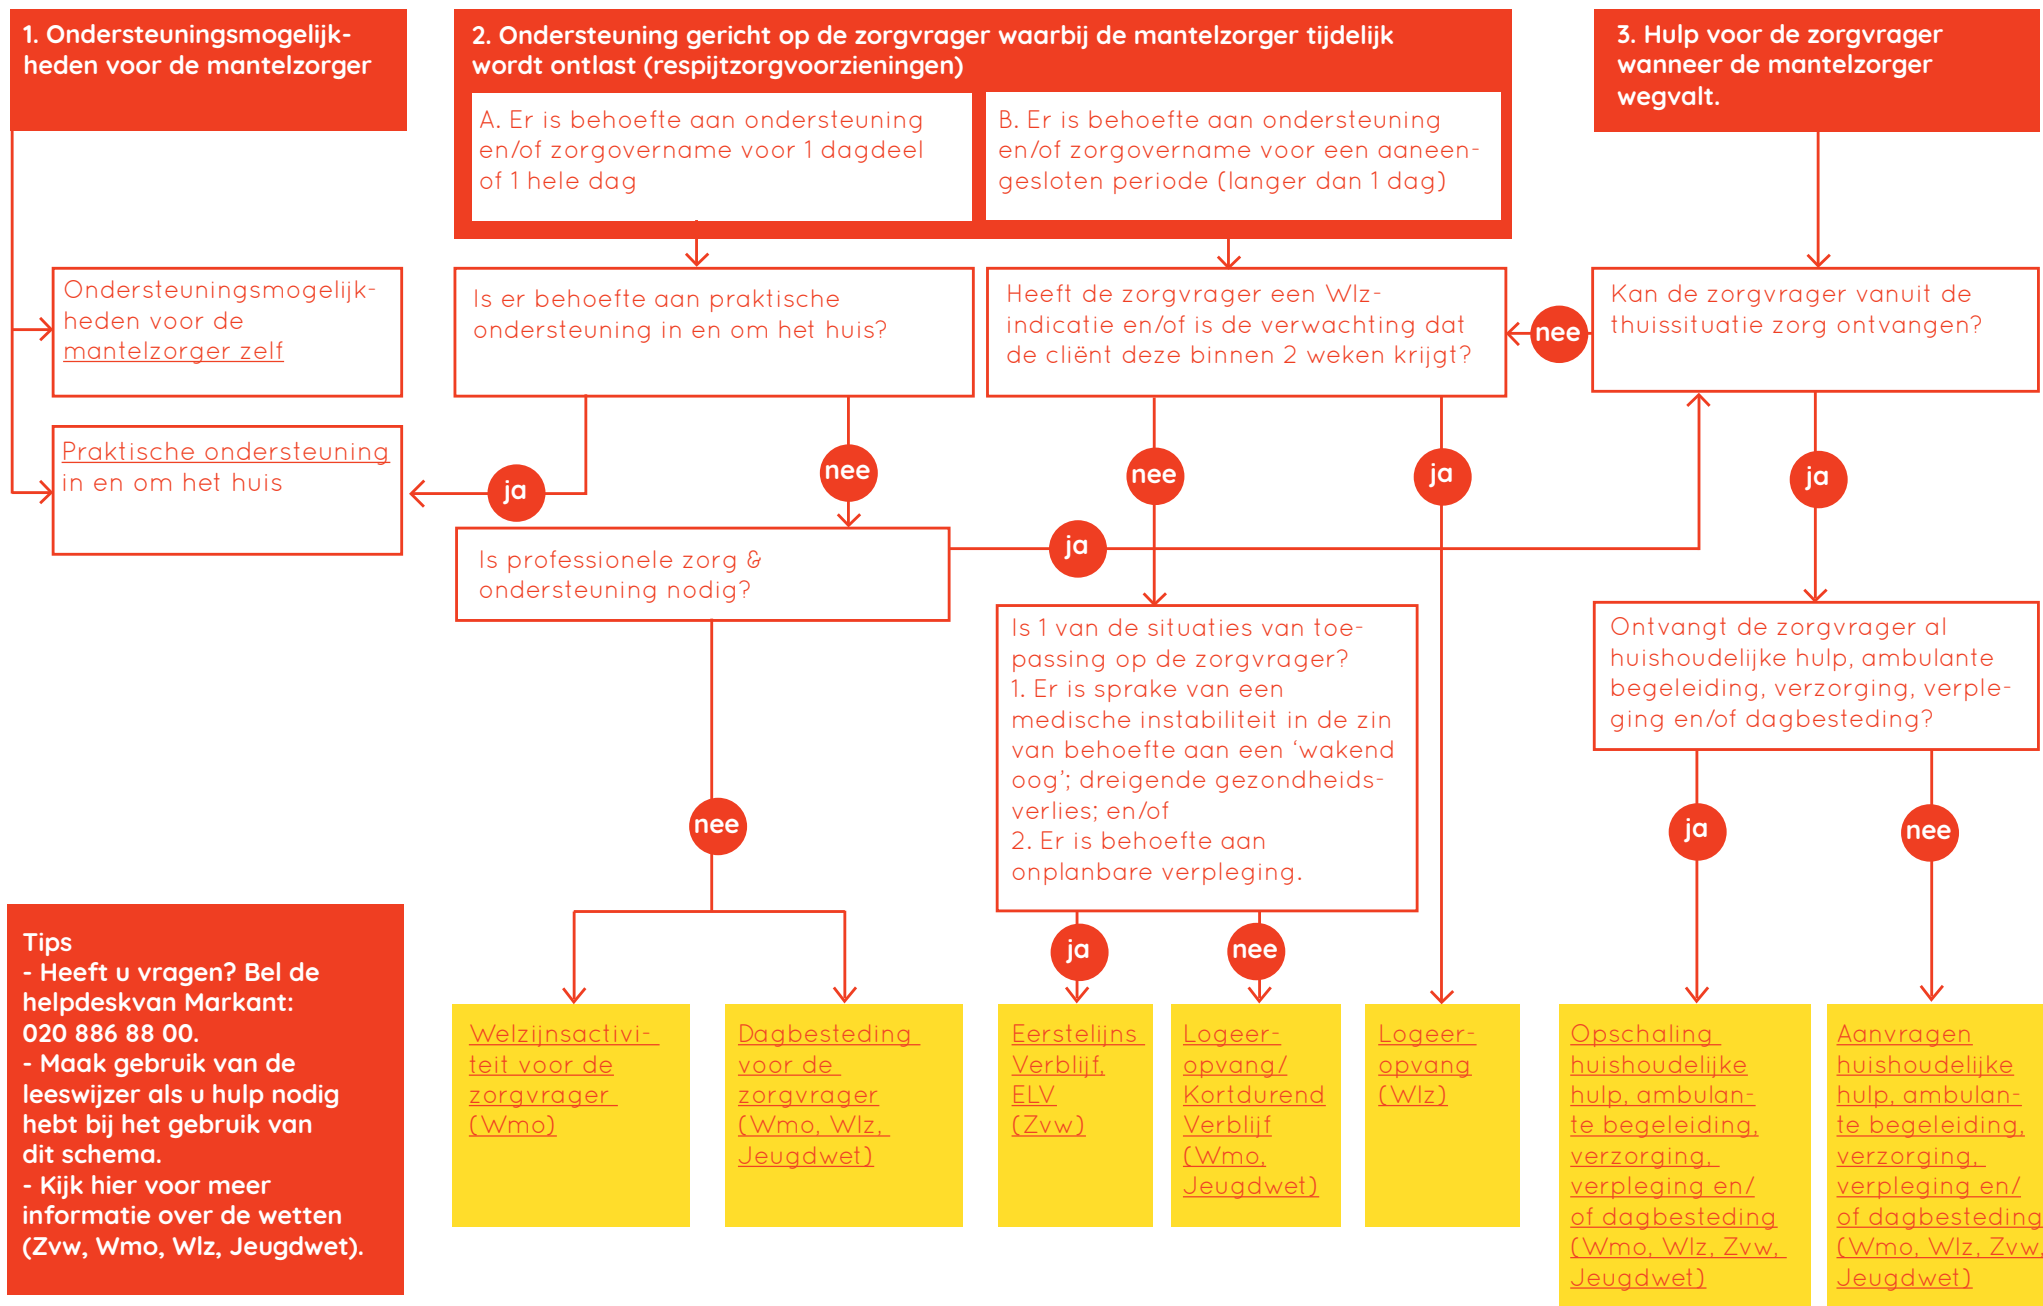 1. Ondersteuningsmogelijk-
heden voor de mantelzorger
2. Ondersteuning gericht op de zorgvrager waarbij de mantelzorger tijdelijk
wordt ontlast (respijtzorgvoorzieningen)
A. Er is behoefte aan ondersteuning
en/of zorgovername voor 1 dagdeel
of 1 hele dag
B. Er is behoefte aan ondersteuning
en/of zorgovername voor een aaneen-
gesloten periode (langer dan 1 dag)
3. Hulp voor de zorgvrager
wanneer de mantelzorger
wegvalt.
Ondersteuningsmogelijk-
heden voor de
mantelzorger zelf
Is er behoefte aan praktische
ondersteuning in en om het huis?
Heeft de zorgvrager een Wlz-
indicatie en/of is de verwachting dat
de cliënt deze binnen 2 weken krijgt?
nee
Kan de zorgvrager vanuit de
thuissituatie zorg ontvangen?
Praktische ondersteuning
in en om het huis
ja
nee
nee
ja
ja
Is professionele zorg &
ondersteuning nodig?
ja
Is 1 van de situaties van toe-
passing op de zorgvrager?
1. Er is sprake van een
medische instabiliteit in de zin
van behoefte aan een ‘wakend
oog’; dreigende gezondheids-
verlies; en/of
2. Er is behoefte aan
onplanbare verpleging.
Ontvangt de zorgvrager al
huishoudelijke hulp, ambulante
begeleiding, verzorging, verple-
ging en/of dagbesteding?
nee
ja
nee
ja
nee
Tips
- Heeft u vragen? Bel de
helpdeskvan Markant:
020 886 88 00.
- Maak gebruik van de
leeswijzer als u hulp nodig
hebt bij het gebruik van
dit schema.
- Kijk hier voor meer
informatie over de wetten
(Zvw, Wmo, Wlz, Jeugdwet).
Welzijnsactivi-
teit voor de
zorgvrager
(Wmo)
Dagbesteding
voor de
zorgvrager
(Wmo, Wlz,
Jeugdwet)
Eerstelijns
Verblijf,
ELV
(Zvw)
Logeer-
opvang/
Kortdurend
Verblijf
(Wmo,
Jeugdwet)
Logeer-
opvang
(Wlz)
Opschaling
huishoudelijke
hulp, ambulan-
te begeleiding,
verzorging,
verpleging en/
of dagbesteding
(Wmo, Wlz, Zvw,
Jeugdwet)
Aanvragen
huishoudelijke
hulp, ambulan-
te begeleiding,
verzorging,
verpleging en/
of dagbesteding
(Wmo, Wlz, Zvw,
Jeugdwet)